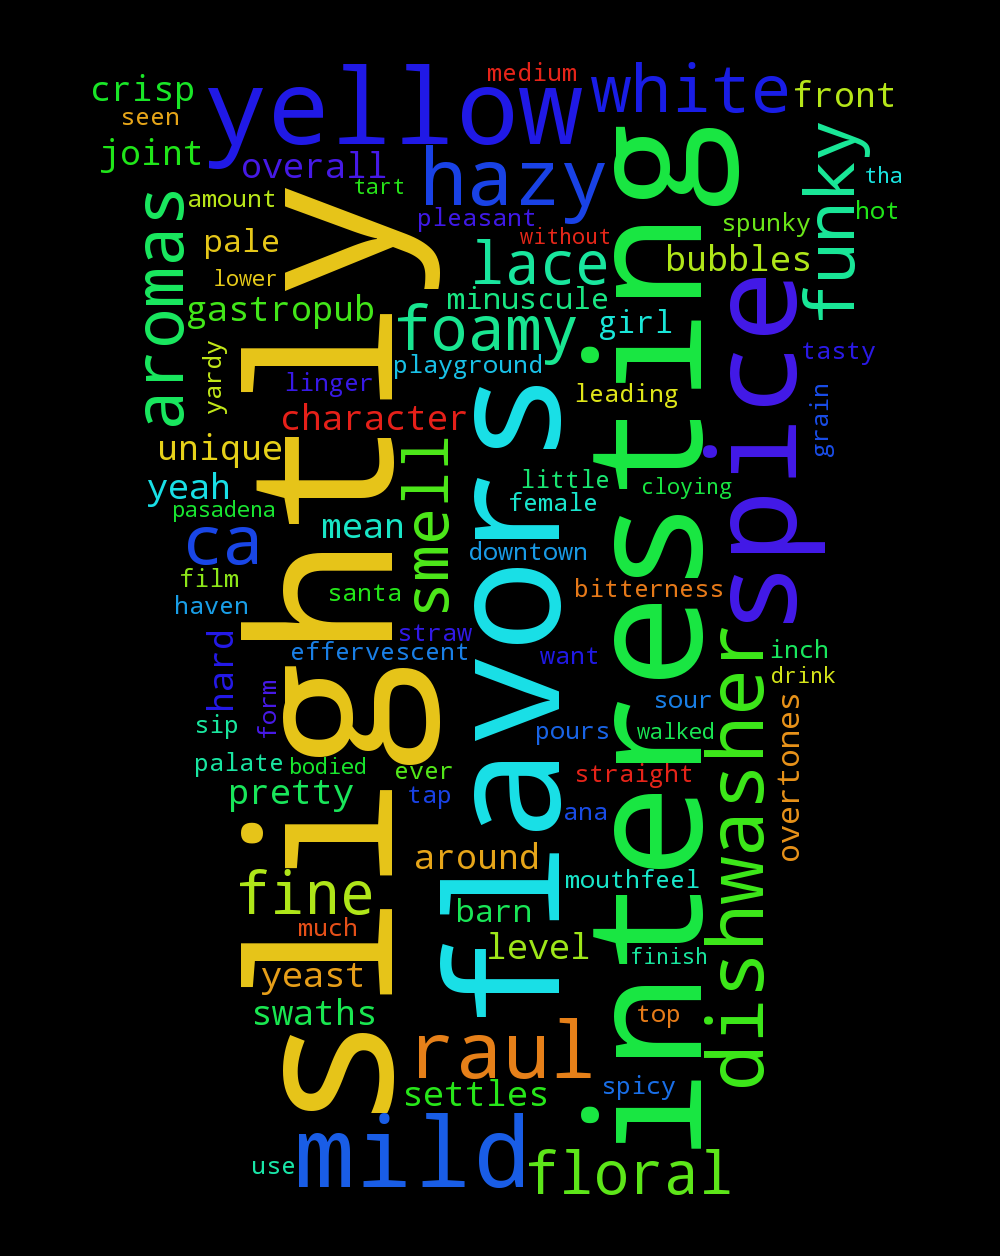 medium
crisp
yellow
white
front
seen
joint
overall
hazy
funky
tart
tha
aromas
amount
slightly
pleasant
interesting
spunky
hot
pale
without
lace
bubbles
lower
minuscule
spice
gastropub
foamy
girl
yardy
playground
tasty
linger
flavors
leading
grain
character
unique
smell
yeah
little
cloying
pasadena
female
ca
mean
downtown
film
santa
bitterness
haven
hard
straw
dishwasher
effervescent
want
inch
form
drink
sip
sour
overtones
pours
walked
palate
bodied
ever
straight
pretty
tap
ana
around
mouthfeel
fine
barn
much
level
yeast
finish
swaths
top
raul
settles
spicy
mild
use
floral